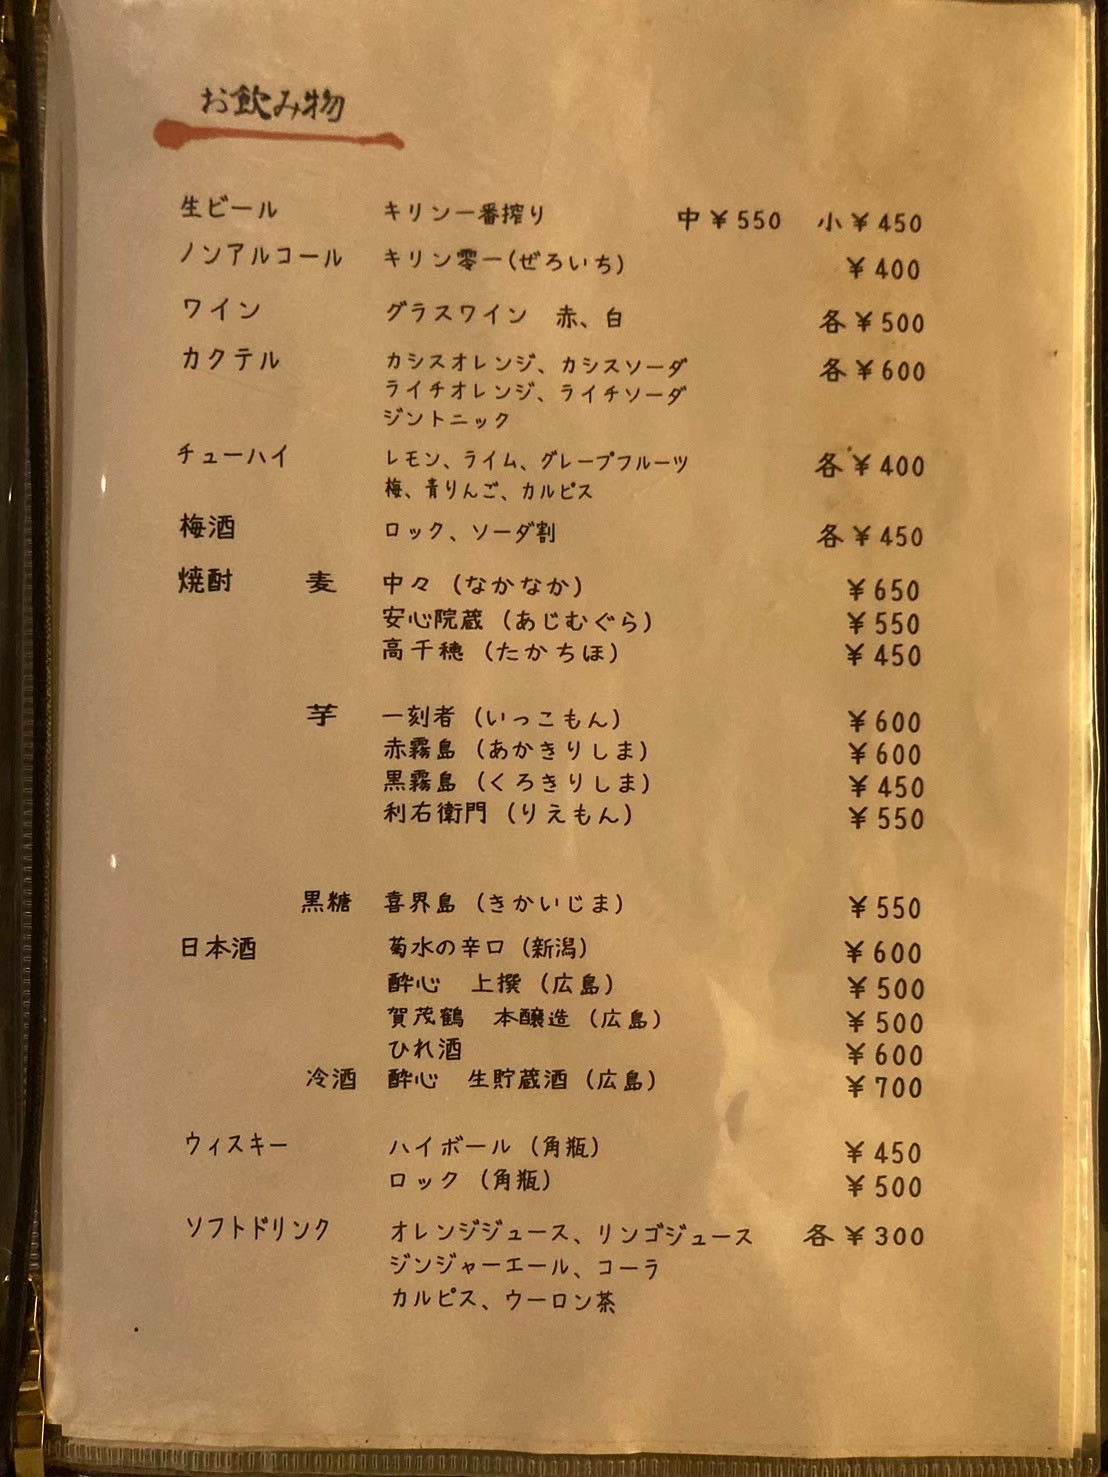 お飲み物
生ビール キリン一番搾り 中¥550 小¥450
ノンアルコール キリン零一(ぜろいち) ¥400
ワイン グラスワイン 赤、白 各¥500
カクテル カシスオレンジ、カシスソーダ 各¥600
ライチオレンジ、ライチソーダ
ジントニック
チューハイ レモン、ライム、グレープフルーツ 各¥400
梅、青りんご、カルピス
梅酒 ロック、ソーダ割 各¥450
焼酎 麦 中々(なかなか) ¥650
安心院蔵(あじむぐら) ¥550
高千穂(たかちほ) ¥450
芋 一刻者(いっこもん) ¥600
赤霧島(あかきりしま) ¥600
黒霧島(くろきりしま) ¥450
利右衛門(りえもん) ¥550
黒糖 喜界島(きかいじま) ¥550
日本酒 菊水の辛口(新潟) ¥600
酔心 上撰(広島) ¥500
賀茂鶴 本醸造(広島) ¥500
ひれ酒 ¥600
冷酒 酔心 生貯蔵酒(広島) ¥700
ウィスキー ハイボール(角瓶) ¥450
ロック(角瓶) ¥500
ソフトドリンク オレンジジュース、リンゴジュース 各¥300
ジンジャーエール、コーラ
カルピス、ウーロン茶